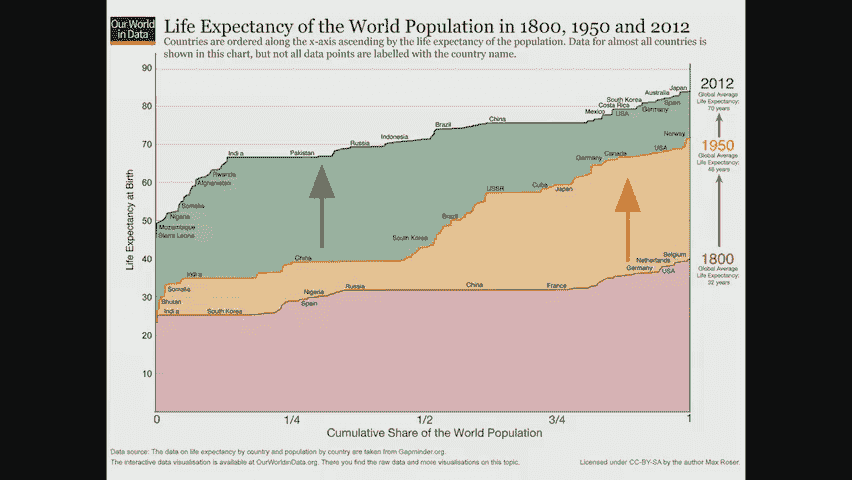 Our World
in Data
Life Expectancy of the World Population in 1800, 1950 and 2012
Countries are ordered along the x-axis ascending by the life expectancy of the population. Data for almost all countries is
shown in this chart, but not all data points are labelled with the country name.
90
80
70
60
50
40
30
20
10
Life Expectancy at Birth
0
1/4
1/2
3/4
1
Cumulative Share of the World Population
Japan
Australia
Spain
South Korea
Germany
Costa Rica
USA
Mexico
China
Brazil
Indonesia
Russia
Pakistan
India
Rwanda
Afghanistan
Somalia
Nigeria
Mozambique
Sierra Leone
Norway
USA
Canada
Germany
Japan
Cuba
USSR
Brazil
South Korea
China
India
Somalia
Bhutan
Belgium
Netherlands
USA
Germany
France
China
Russia
Nigeria
Spain
South Korea
India
2012
Global Average
Life Expectancy:
70 years
1950
Global Average
Life Expectancy:
48 years
1800
Global Average
Life Expectancy:
32 years
Data source: The data on life expectancy by country and population by country are taken from Gapminder.org.
The interactive data visualisation is available at OurWorldinData.org. There you find the raw data and more visualisations on this topic.
Licensed under CC-BY-SA by the author Max Roser.